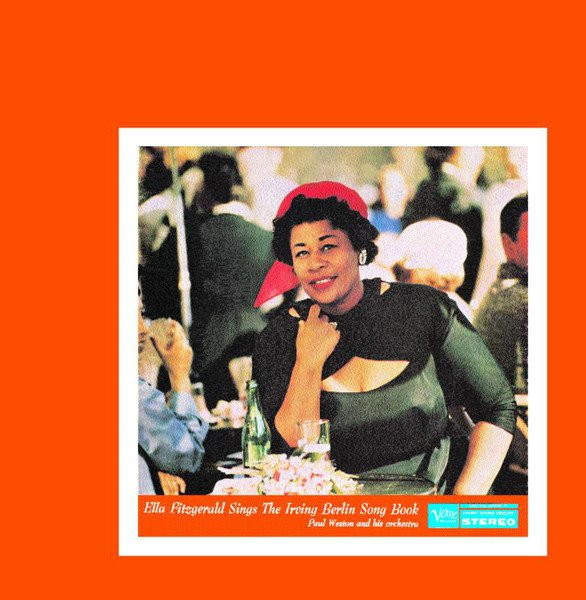 Ella Fitzgerald Sings The Irving Berlin Song Book
Paul Weston and his orchestra
Verve
STEREO